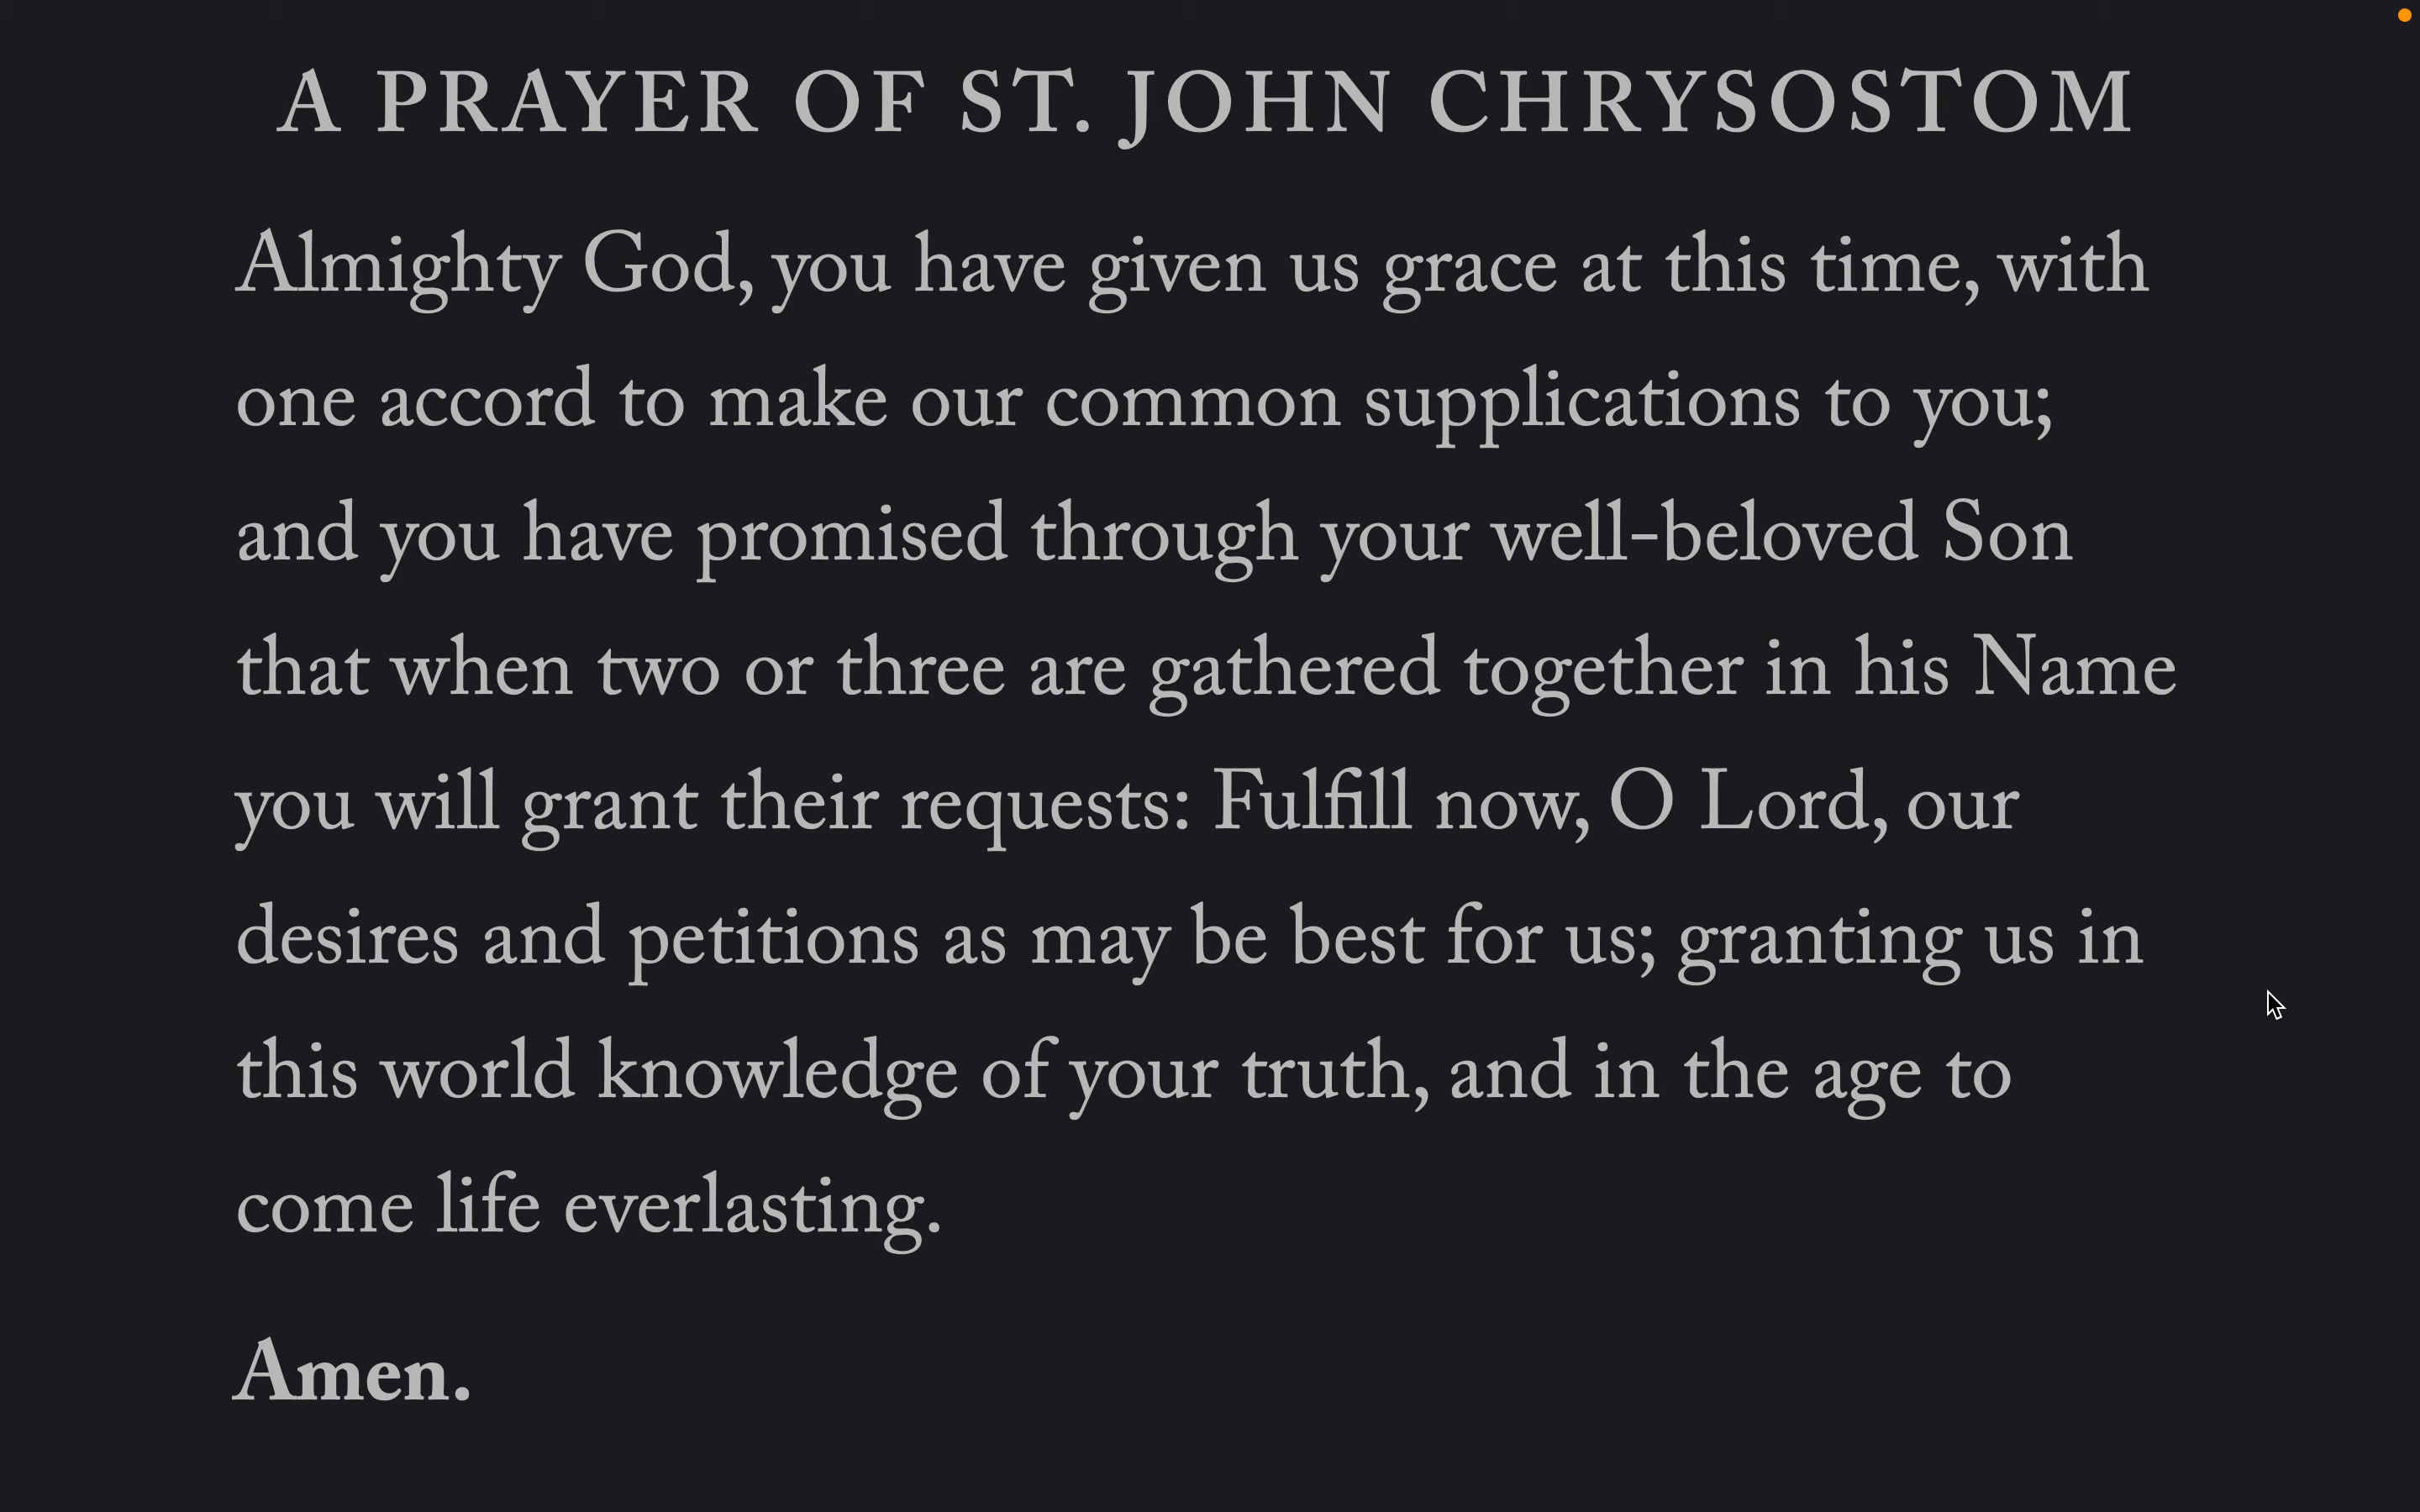 A PRAYER OF ST. JOHN CHRYSOSTOM
Almighty God, you have given us grace at this time, with
one accord to make our common supplications to you;
and you have promised through your well-beloved Son
that when two or three are gathered together in his Name
you will grant their requests: Fulfill now, O Lord, our
desires and petitions as may be best for us; granting us in
this world knowledge of your truth, and in the age to
come life everlasting.
Amen.